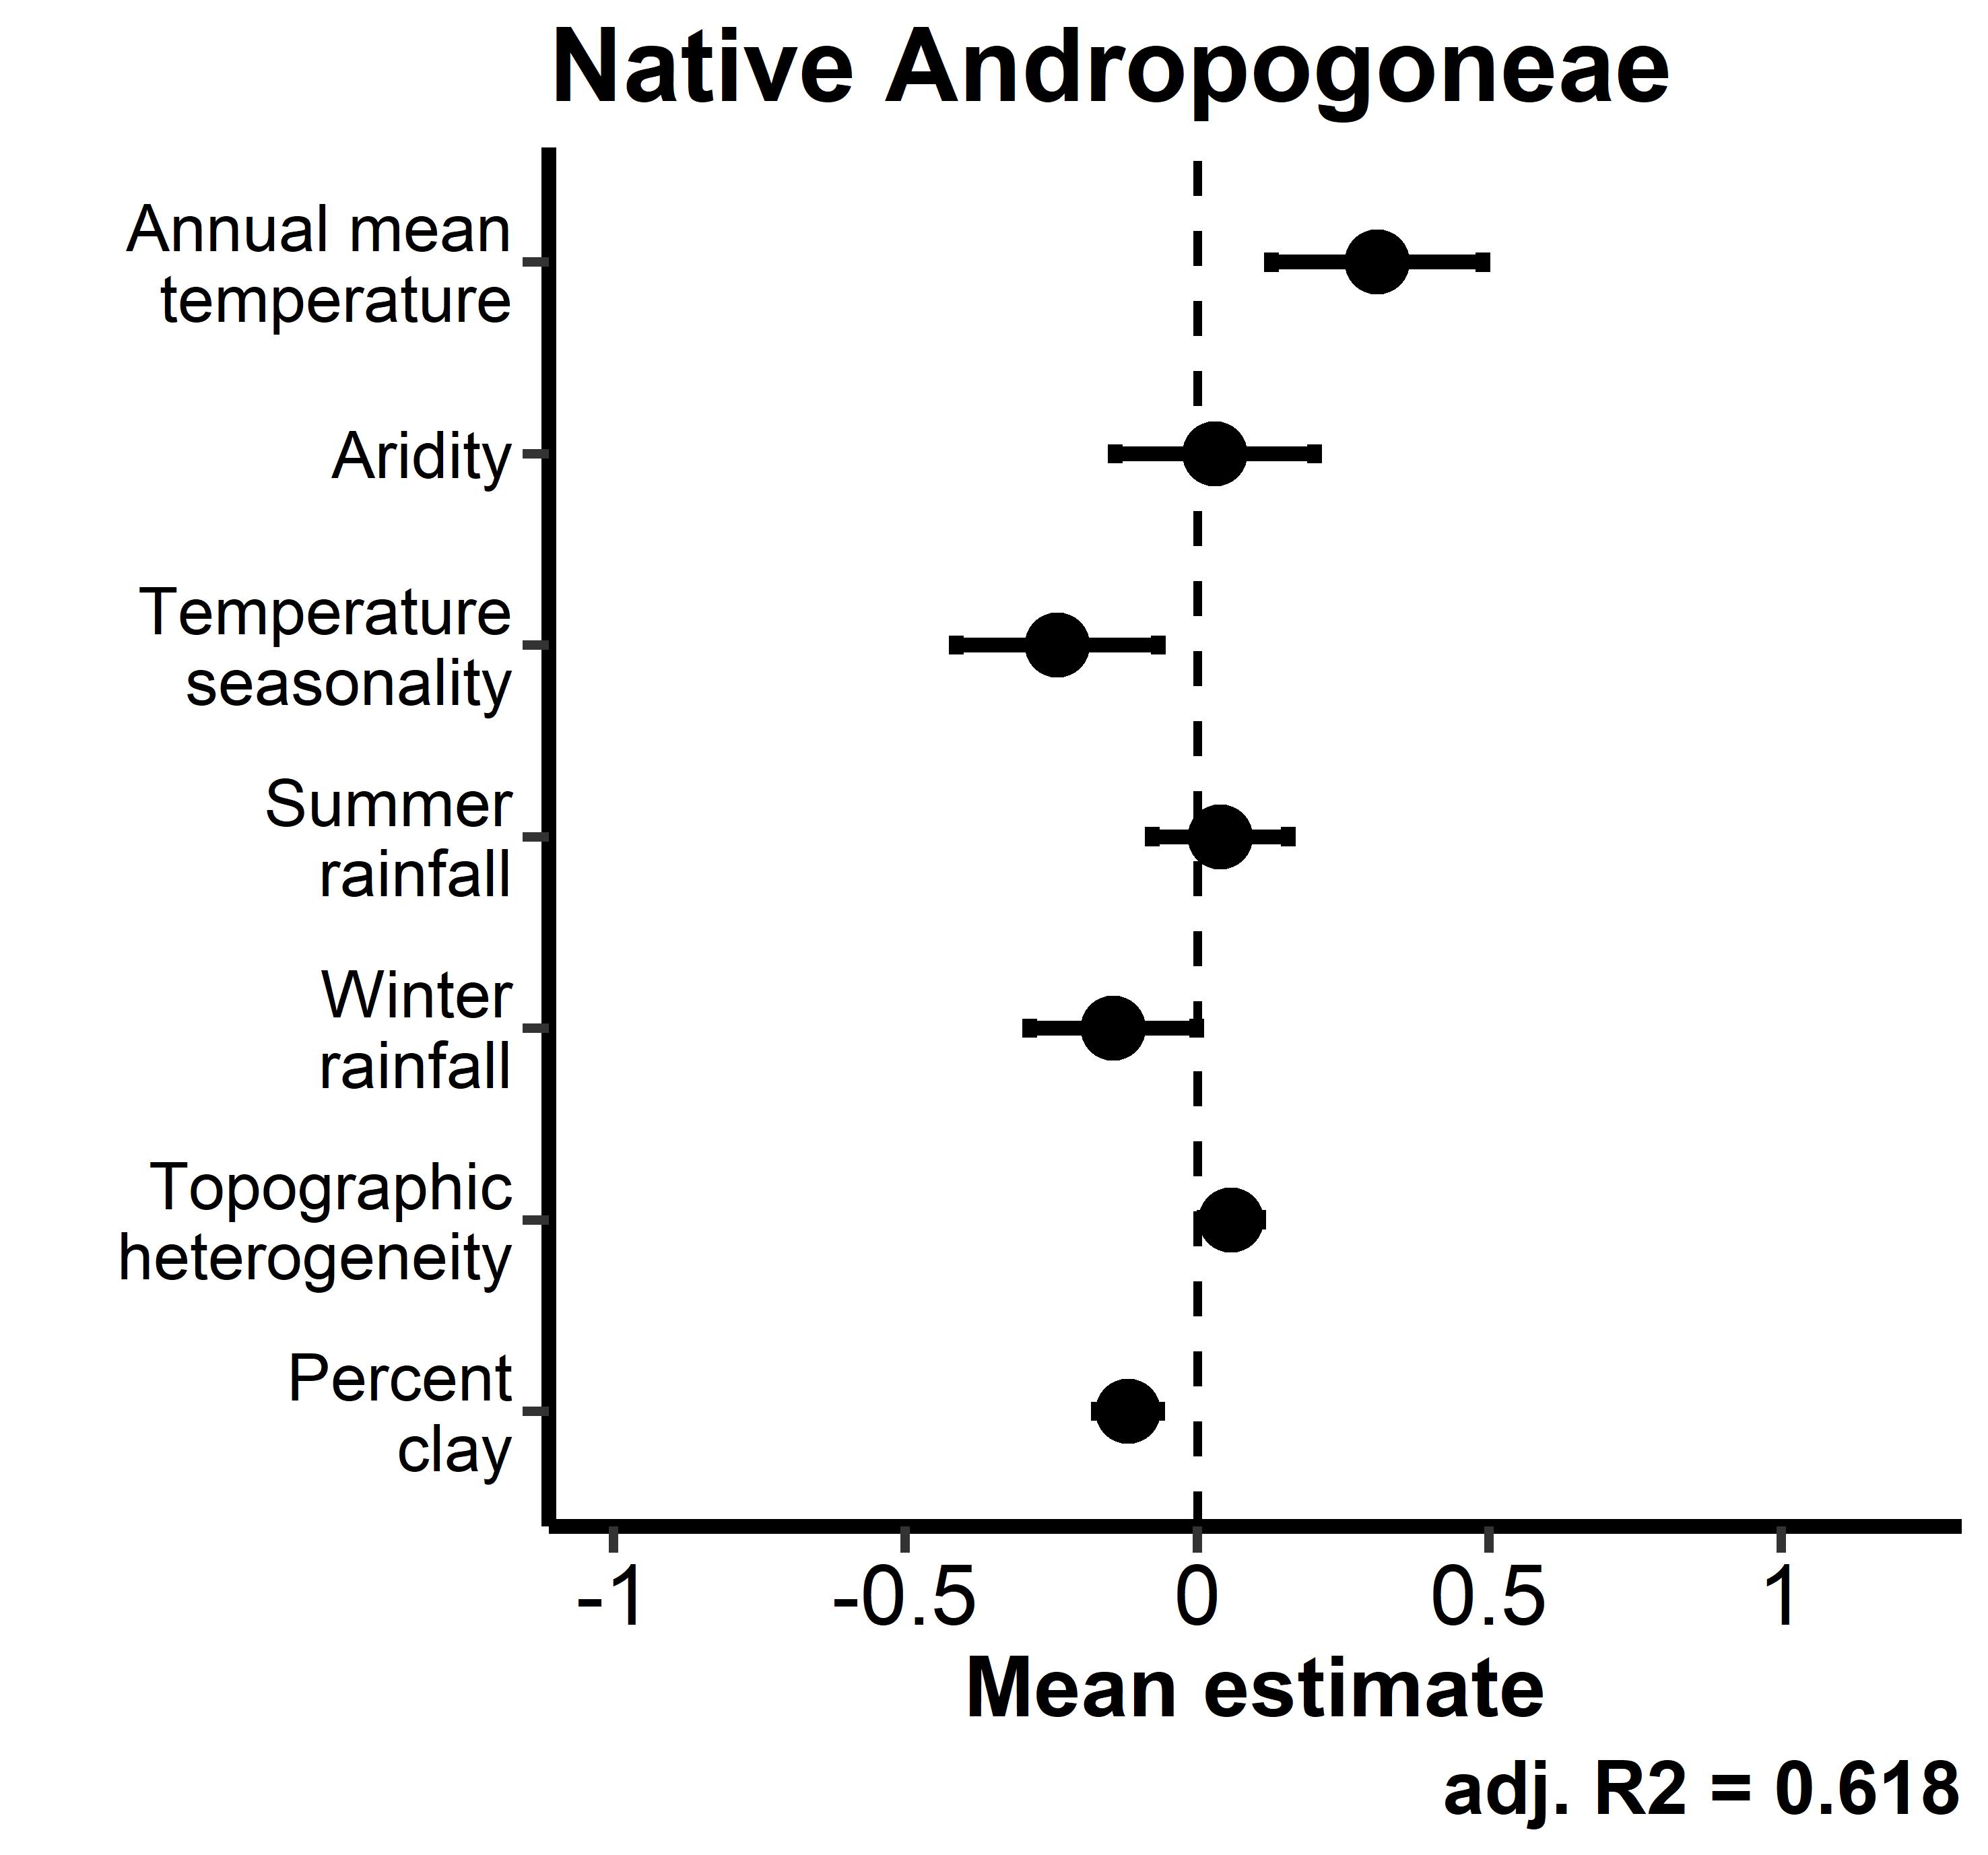 Native Andropogoneae
Annual mean
temperature
Aridity
Temperature
seasonality
Summer
rainfall
Winter
rainfall
Topographic
heterogeneity
Percent
clay
-1 -0.5 0 0.5 1
Mean estimate
adj. R2 = 0.618